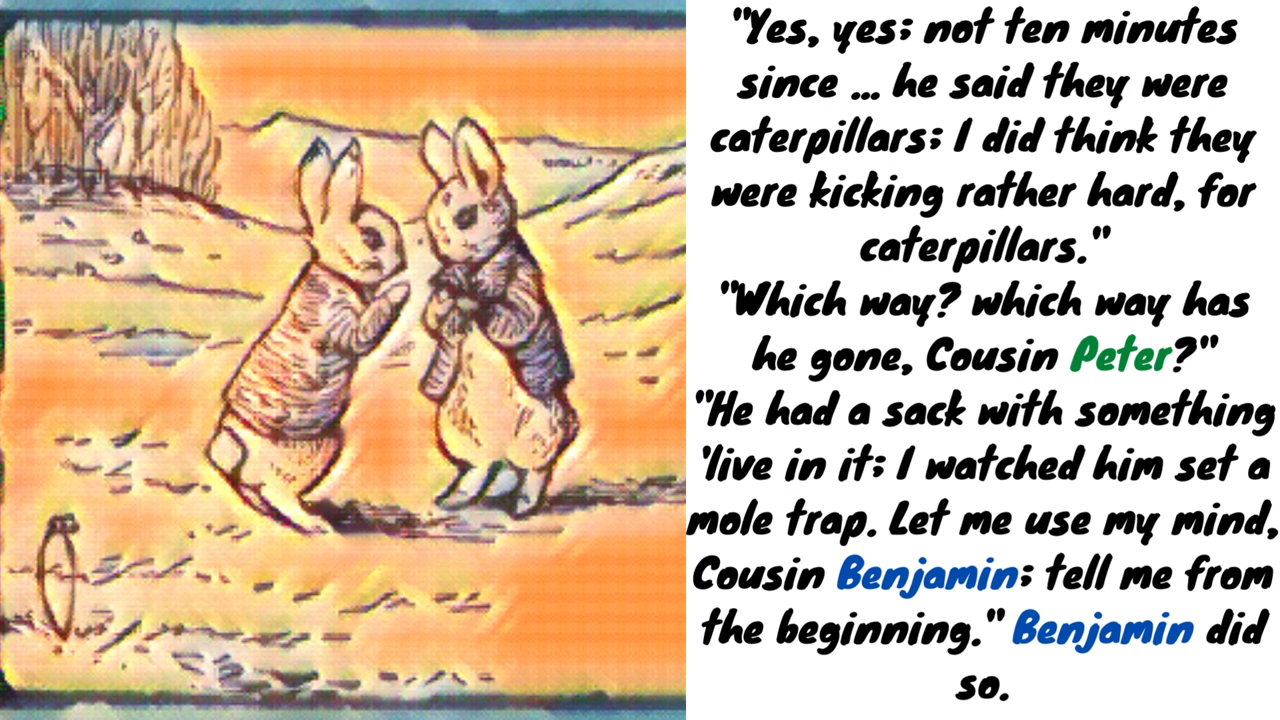 "Yes, yes; not ten minutes
since ... he said they were
caterpillars; I did think they
were kicking rather hard, for
caterpillars."
"Which way? which way has
he gone, Cousin Peter?"
"He had a sack with something
'live in it; I watched him set a
mole trap. Let me use my mind,
Cousin Benjamin; tell me from
the beginning." Benjamin did
so.